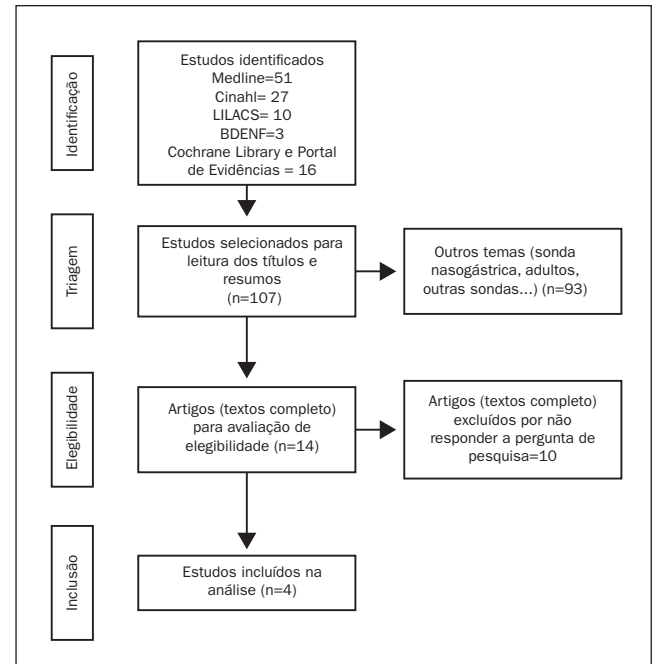 Identificação
Estudos identificados
Medline=51
Cinahl= 27
LILACS= 10
BDENF=3
Cochrane Library e Portal
de Evidências = 16
Triagem
Estudos selecionados para
leitura dos títulos e
resumos
(n=107)
Outros temas (sonda
nasogástrica, adultos,
outras sondas...) (n=93)
Elegibilidade
Artigos (textos completo)
para avaliação de
elegibilidade (n=14)
Artigos (textos completo)
excluídos por não
responder a pergunta de
pesquisa=10
Inclusão
Estudos incluídos na
análise (n=4)